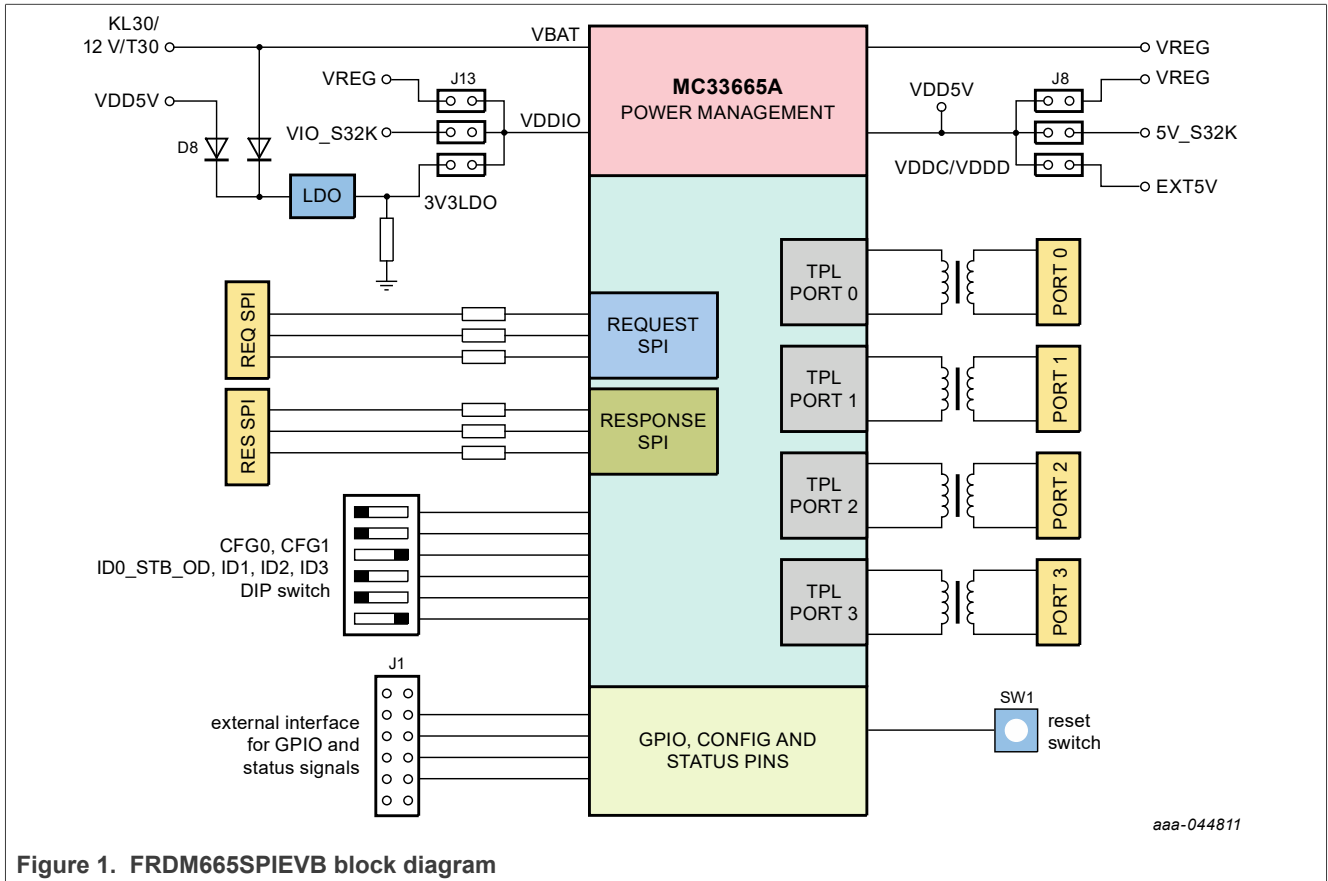 KL30/
12 V/T30
VBAT
VREG
J13
VDD5V
VIO_S32K
VDDIO
D8
LDO
3V3LDO
MC33665A
POWER MANAGEMENT
VREG
VDD5V
J8
VREG
5V_S32K
VDDC/VDDD
EXT5V
REQ SPI
REQUEST
SPI
RES SPI
RESPONSE
SPI
TPL
PORT 0
PORT 0
TPL
PORT 1
PORT 1
TPL
PORT 2
PORT 2
TPL
PORT 3
PORT 3
CFG0, CFG1
ID0_STB_OD, ID1, ID2, ID3
DIP switch
J1
external interface
for GPIO and
status signals
GPIO, CONFIG AND
STATUS PINS
SW1
reset
switch
aaa-044811
Figure 1. FRDM665SPIEVB block diagram